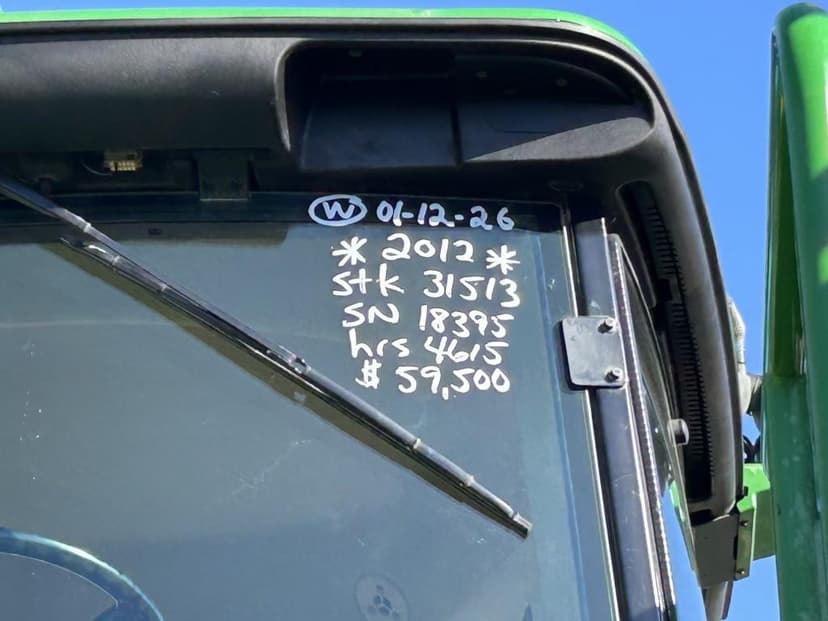 W 01-12-26
* 2012 *
stk 31513
SN 18395
hrs 4615
$ 59,500